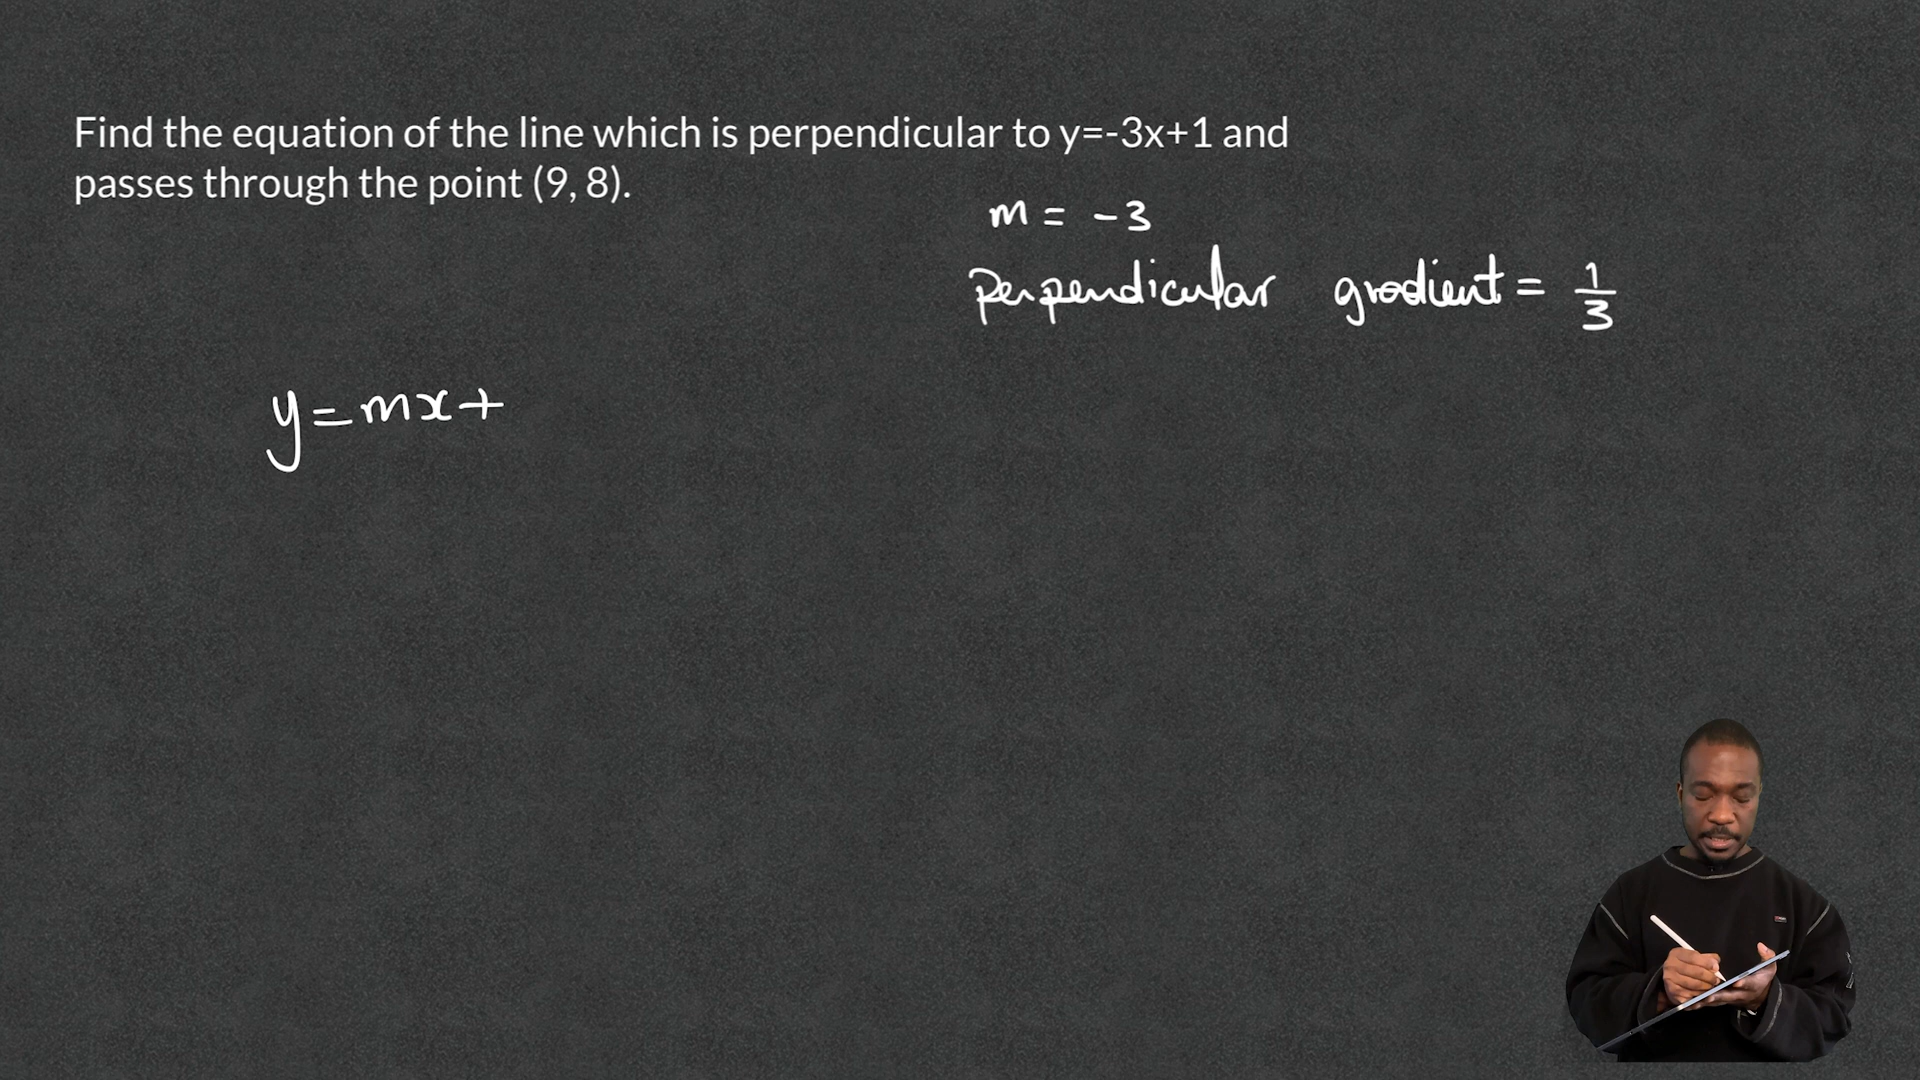 Find the equation of the line which is perpendicular to y=-3x+1 and
passes through the point (9, 8).
m = -3
perpendicular gradient = 1/3
y=mx+